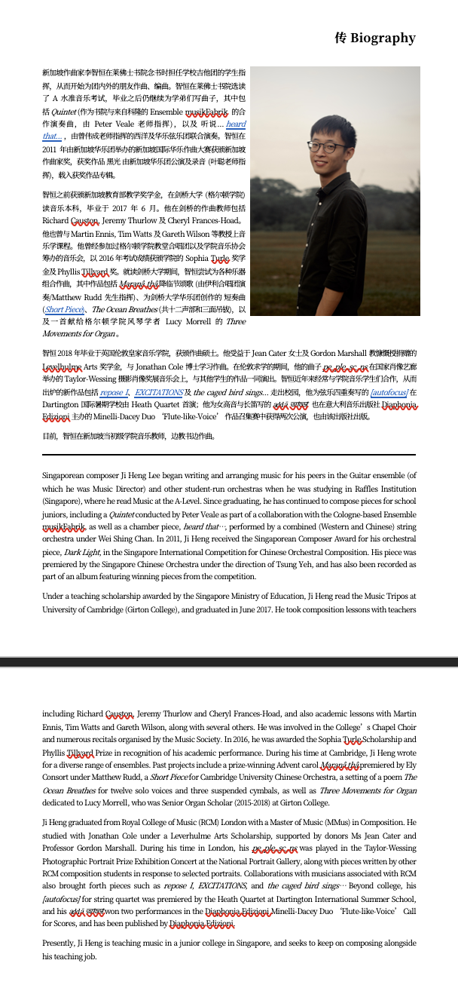 传 Biography
新加坡作曲家李智恒在莱佛士书院念书时担任学校吉他团的学生指
挥，从而开始为团内外的朋友作曲、编曲。智恒在莱佛士书院选读
了 A 水准音乐考试，毕业之后仍继续为学弟们写曲子，其中包
括 Quintet (作为书院与来自科隆的 Ensemble musikFabrik 的合
作演奏曲，由 Peter Veale 老师指挥)，以及 听说... heard
that...，由曾伟成老师指挥的西洋及华乐弦乐团联合演奏。智恒在
2011 年由新加坡华乐团举办的新加坡国际华乐作曲大赛获颁新加坡
作曲家奖，获奖作品 黑光 由新加坡华乐团公演及录音 (叶聪老师指
挥)，载入获奖作品专辑。
智恒之前获颁新加坡教育部教学奖学金，在剑桥大学 (格尔顿学院)
读音乐本科，毕业于 2017 年 6 月。他在剑桥的作曲教师包括
Richard Causton, Jeremy Thurlow 及 Cheryl Frances-Hoad。
他也曾与 Martin Ennis, Tim Watts 及 Gareth Wilson 等教授上音
乐学课程。他曾经参加过格尔顿学院教堂合唱团以及学院音乐协会
筹办的音乐会，以 2016 年考试成绩获颁学院的 Sophia Turle 奖学
金及 Phyllis Tillyard 奖。就读剑桥大学期间，智恒尝试为各种乐器
组合作曲，其中作品包括 Maranā thā 降临节颂歌 (由伊利合唱团演
奏/Matthew Rudd 先生指挥)、为剑桥大学华乐团创作的 短奏曲
(Short Piece)、The Ocean Breathes (共十二声部和三面吊钹)，以
及一首献给格尔顿学院风琴学者 Lucy Morrell 的 Three
Movements for Organ。
智恒 2018 年毕业于英国伦敦皇家音乐学院，获颁作曲硕士。他受益于 Jean Cater 女士及 Gordon Marshall 教慷慨授捐赠的
Levelhulme Arts 奖学金，与 Jonathan Cole 博士学习作曲。在伦敦求学的期间，他的曲子 pe_ple_sc_ns 在国家肖像艺廊
举办的 Taylor-Wessing 摄影肖像奖展音乐会上，与其他学生的作品一同演出。智恒近年来经常与学院音乐学生们合作，从而
出炉的新作品包括 repose I、EXCITATIONS 及 the caged bird sings... 走出校园，他为弦乐四重奏写的 [autofocus] 在
Dartington 国际暑期学校由 Heath Quartet 首演；他为女高音与长笛写的 也在意大利音乐出版社 Diaphonia
Edizioni 主办的 Minelli-Dacey Duo ‘Flute-like-Voice’ 作品召集赛中获得两次公演，也由该出版社出版。
目前，智恒在新加坡当初级学院音乐教师，边教书边作曲。
Singaporean composer Ji Heng Lee began writing and arranging music for his peers in the Guitar ensemble (of
which he was Music Director) and other student-run orchestras when he was studying in Raffles Institution
(Singapore), where he read Music at the A-Level. Since graduating, he has continued to compose pieces for school
juniors, including a Quintet conducted by Peter Veale as part of a collaboration with the Cologne-based Ensemble
musikFabrik, as well as a chamber piece, heard that…, performed by a combined (Western and Chinese) string
orchestra under Wei Shing Chan. In 2011, Ji Heng received the Singaporean Composer Award for his orchestral
piece, Dark Light, in the Singapore International Competition for Chinese Orchestral Composition. His piece was
premiered by the Singapore Chinese Orchestra under the direction of Tsung Yeh, and has also been recorded as
part of an album featuring winning pieces from the competition.
Under a teaching scholarship awarded by the Singapore Ministry of Education, Ji Heng read the Music Tripos at
University of Cambridge (Girton College), and graduated in June 2017. He took composition lessons with teachers
including Richard Causton, Jeremy Thurlow and Cheryl Frances-Hoad, and also academic lessons with Martin
Ennis, Tim Watts and Gareth Wilson, along with several others. He was involved in the College’s Chapel Choir
and numerous recitals organised by the Music Society. In 2016, he was awarded the Sophia Turle Scholarship and
Phyllis Tillyard Prize in recognition of his academic performance. During his time at Cambridge, Ji Heng wrote
for a diverse range of ensembles. Past projects include a prize-winning Advent carol Maranā thā premiered by Ely
Consort under Matthew Rudd, a Short Piece for Cambridge University Chinese Orchestra, a setting of a poem The
Ocean Breathes for twelve solo voices and three suspended cymbals, as well as Three Movements for Organ
dedicated to Lucy Morrell, who was Senior Organ Scholar (2015-2018) at Girton College.
Ji Heng graduated from Royal College of Music (RCM) London with a Master of Music (MMus) in Composition. He
studied with Jonathan Cole under a Leverhulme Arts Scholarship, supported by donors Ms Jean Cater and
Professor Gordon Marshall. During his time in London, his pe_ple_sc_ns was played in the Taylor-Wessing
Photographic Portrait Prize Exhibition Concert at the National Portrait Gallery, along with pieces written by other
RCM composition students in response to selected portraits. Collaborations with musicians associated with RCM
also brought forth pieces such as repose I, EXCITATIONS, and the caged bird sings… Beyond college, his
[autofocus] for string quartet was premiered by the Heath Quartet at Dartington International Summer School,
and his won two performances in the Diaphonia Edizioni Minelli-Dacey Duo ‘Flute-like-Voice’ Call
for Scores, and has been published by Diaphonia Edizioni.
Presently, Ji Heng is teaching music in a junior college in Singapore, and seeks to keep on composing alongside
his teaching job.